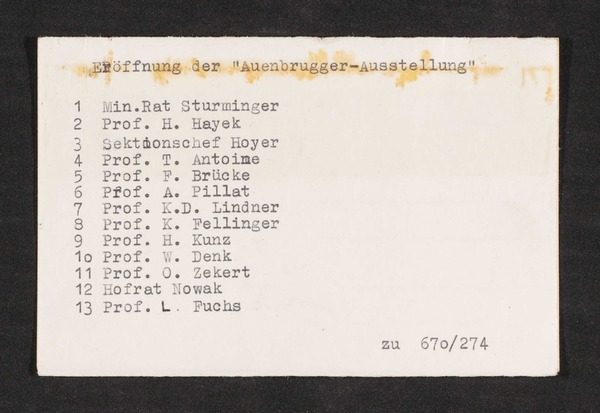 Eröffnung der "Auenbrugger-Ausstellung"
1 Min.Rat Sturminger
2 Prof. H. Hayek
3 Sektionschef Hoyer
4 Prof. T. Antoine
5 Prof. F. Brücke
6 Prof. A. Pillat
7 Prof. K.D. Lindner
8 Prof. K. Fellinger
9 Prof. H. Kunz
1o Prof. W. Denk
11 Prof. O. Zekert
12 Hofrat Nowak
13 Prof. L. Fuchs
zu 67o/274